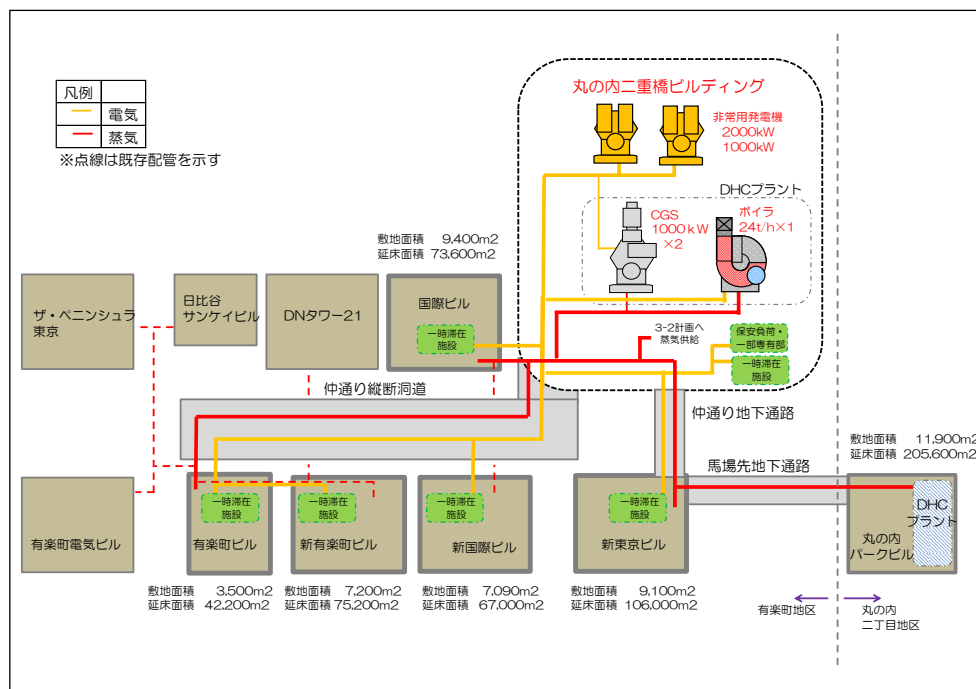 凡例
電気
蒸気
※点線は既存配管を示す
丸の内二重橋ビルディング
非常用発電機
2000kW
1000kW
DHCプラント
CGS
1000kW
×2
ボイラ
24t/h×1
敷地面積 9,400m2
延床面積 73,600m2
国際ビル
一時滞在
施設
ザ・ペニンシュラ
東京
日比谷
サンケイビル
DNタワー21
3-2計画へ
蒸気供給
保安負荷・
一部専有部
一時滞在
施設
仲通り縦断洞道
仲通り地下通路
馬場先地下通路
敷地面積 11,900m2
延床面積 205,600m2
有楽町電気ビル
一時滞在
施設
有楽町ビル
一時滞在
施設
新有楽町ビル
一時滞在
施設
新国際ビル
一時滞在
施設
新東京ビル
DHC
プラント
丸の内
パークビル
敷地面積 3,500m2
延床面積 42,200m2
敷地面積 7,200m2
延床面積 75,200m2
敷地面積 7,090m2
延床面積 67,000m2
敷地面積 9,100m2
延床面積 106,000m2
有楽町地区
丸の内
二丁目地区